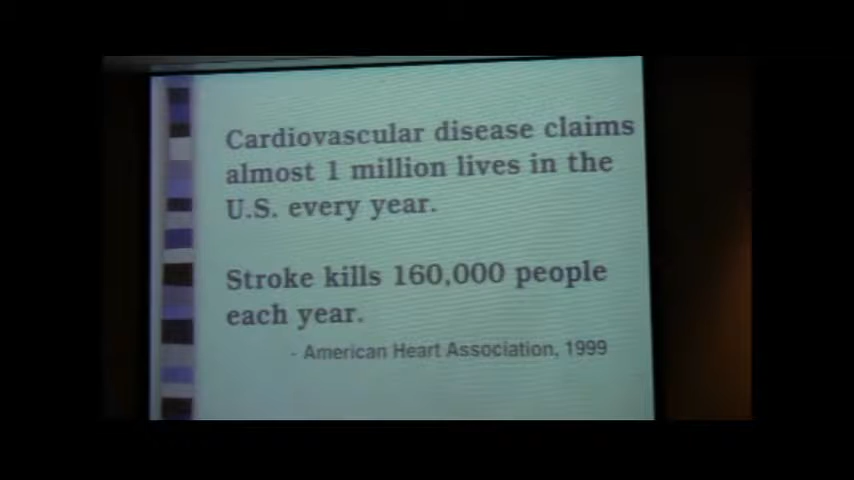 Cardiovascular disease claims
almost 1 million lives in the
U.S. every year.
Stroke kills 160,000 people
each year.
- American Heart Association, 1999